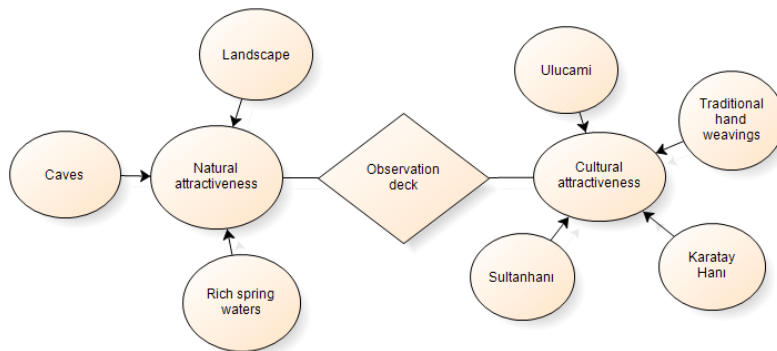 Landscape
Ulucami
Traditional
hand
weavings
Caves
Natural
attractiveness
Observation
deck
Cultural
attractiveness
Rich spring
waters
Sultanhanı
Karatay
Hanı